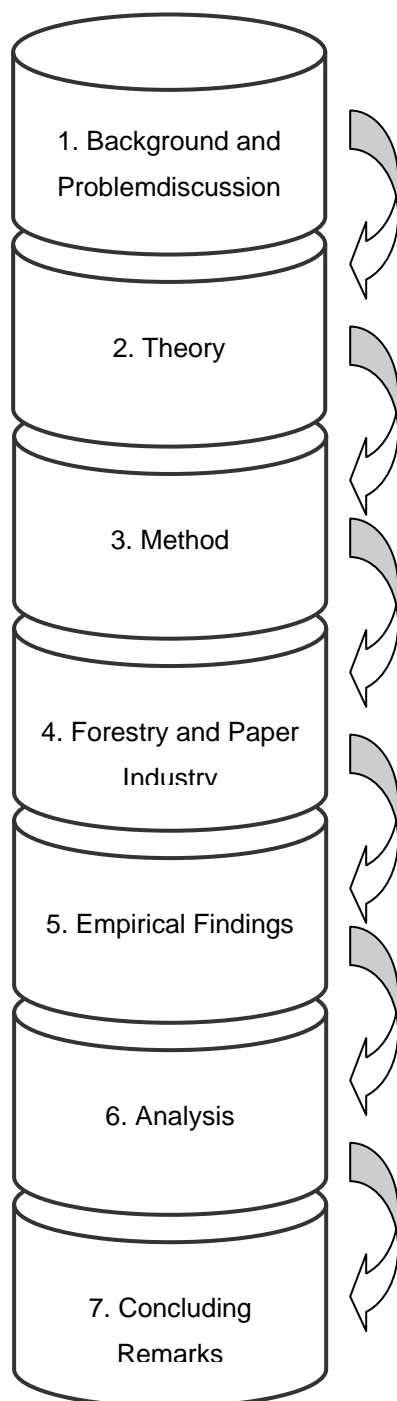 1. Background and
Problemdiscussion
2. Theory
3. Method
4. Forestry and Paper
Industry
5. Empirical Findings
6. Analysis
7. Concluding
Remarks